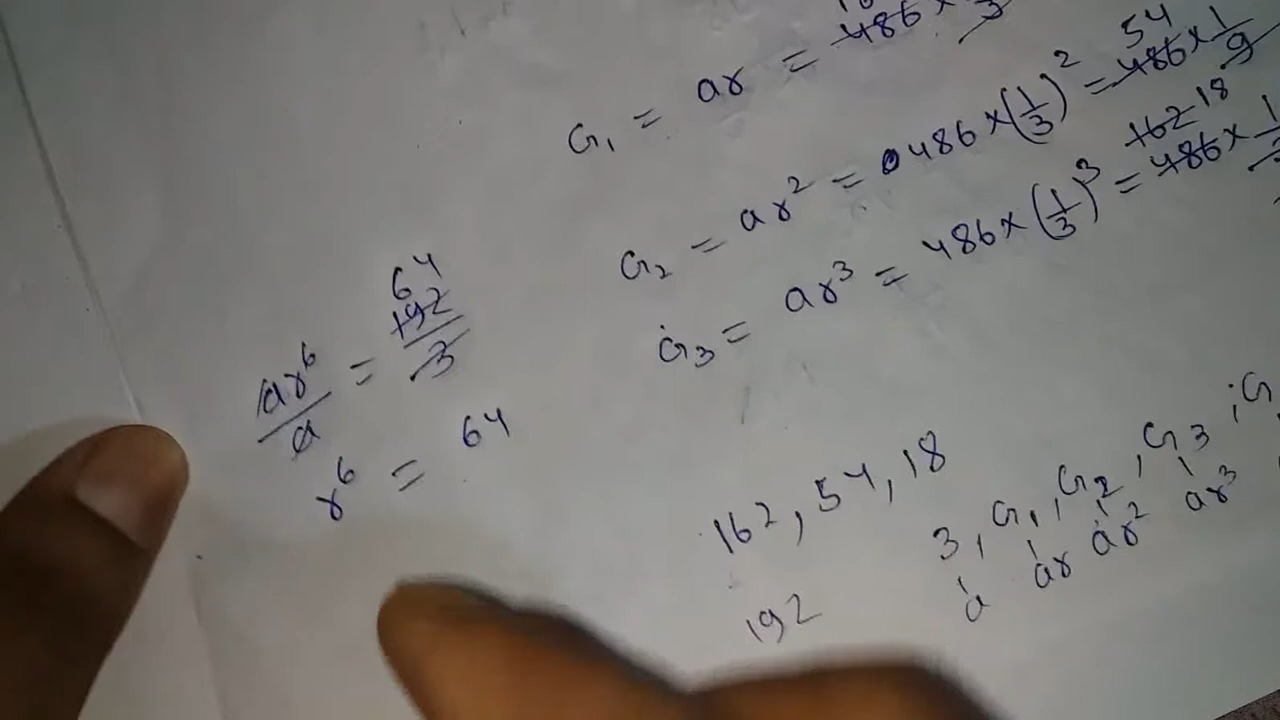 G₁ = ar = 486 ×
54
G₂ = ar² = 486 × (1/3)² = 486 × 1/9
162 18
G₃ = ar³ = 486 × (1/3)³ = 486 × 1
64
ar⁶/a = 192/3
r⁶ = 64
162, 54, 18
3, G₁, G₂, G₃, G
a ar ar² ar³
192